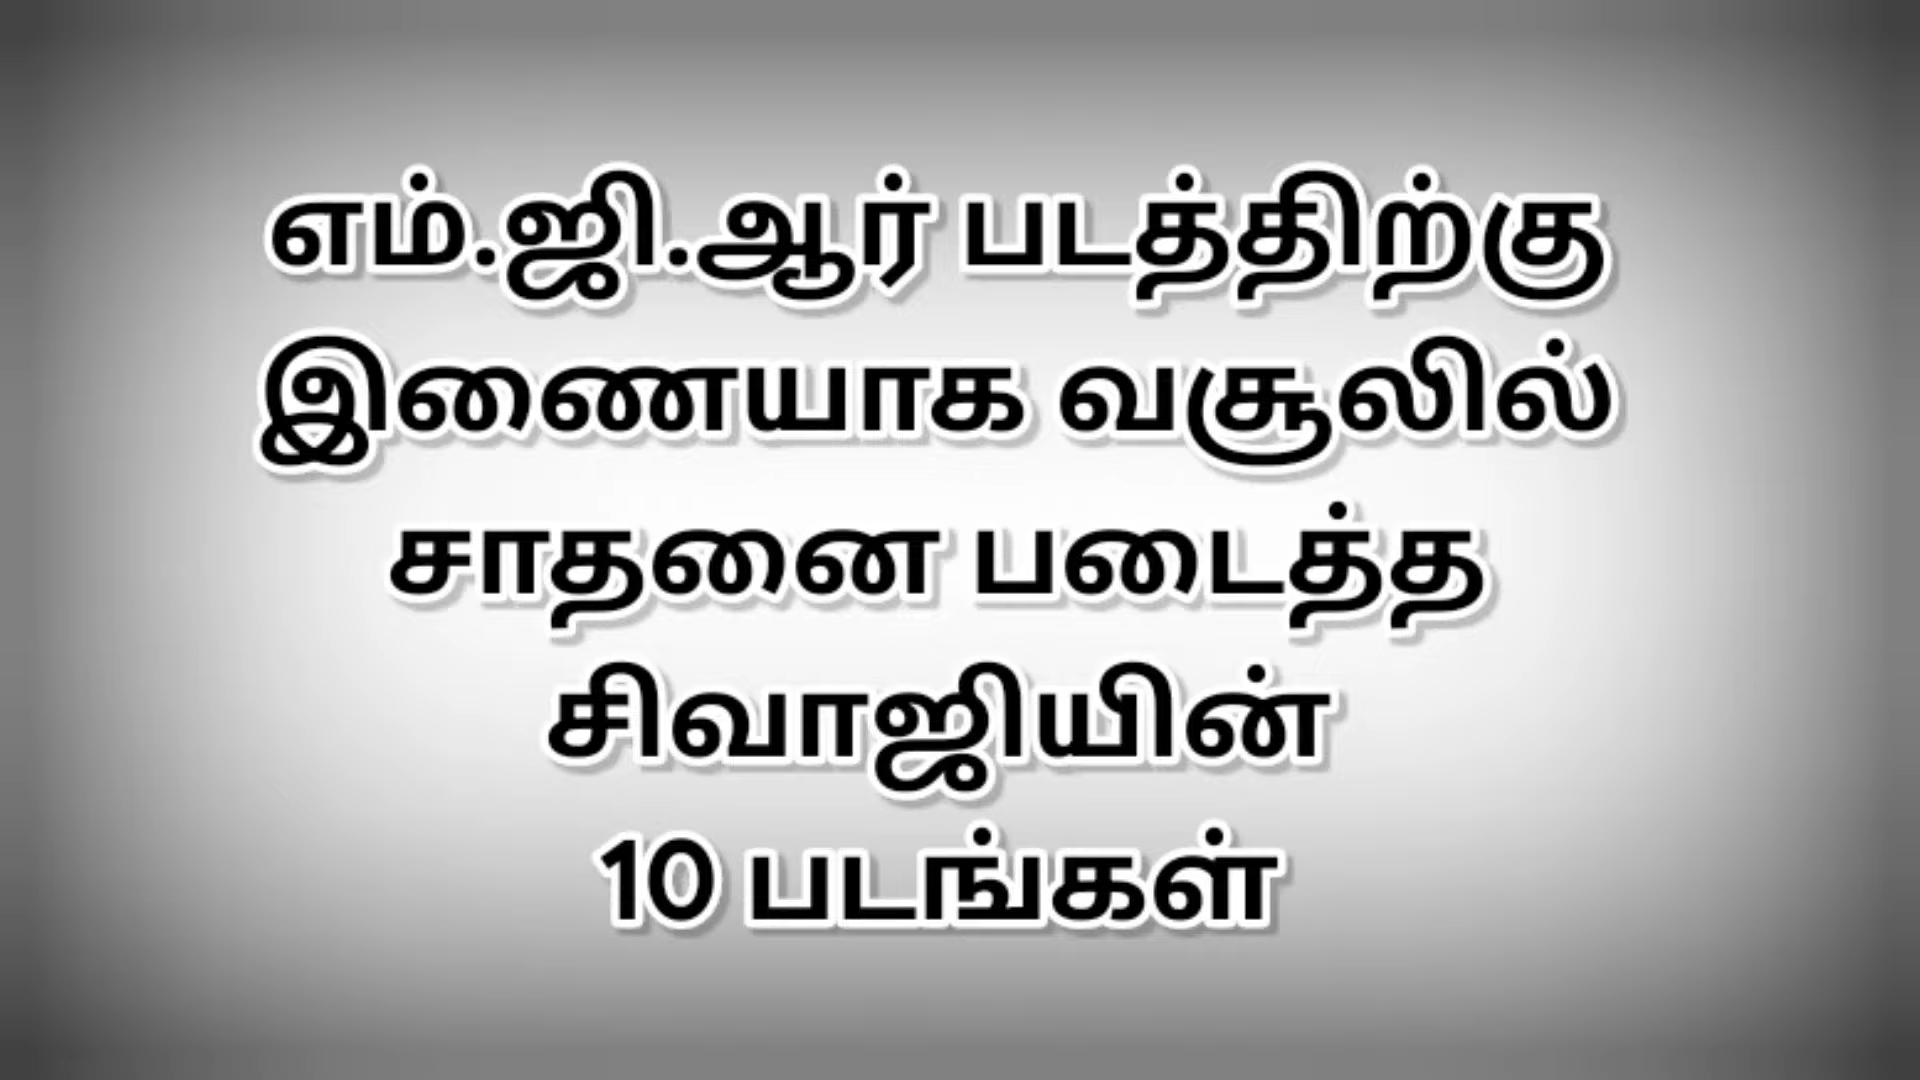 எம்.ஜி.ஆர் படத்திற்கு
இணையாக வசூலில்
சாதனை படைத்த
சிவாஜியின்
10 படங்கள்